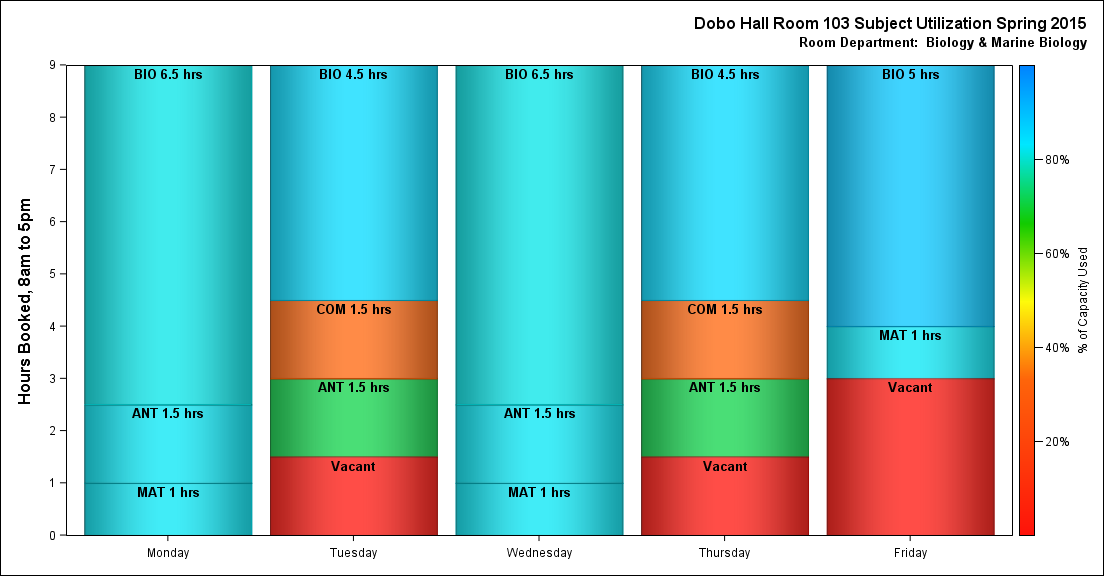 Dobo Hall Room 103 Subject Utilization Spring 2015
Room Department:  Biology & Marine Biology
Hours Booked, 8am to 5pm
9
8
7
6
5
4
3
2
1
0
BIO 6.5 hrs
ANT 1.5 hrs
MAT 1 hrs
Monday
BIO 4.5 hrs
COM 1.5 hrs
ANT 1.5 hrs
Vacant
Tuesday
BIO 6.5 hrs
ANT 1.5 hrs
MAT 1 hrs
Wednesday
BIO 4.5 hrs
COM 1.5 hrs
ANT 1.5 hrs
Vacant
Thursday
BIO 5 hrs
MAT 1 hrs
Vacant
Friday
80%
60%
40%
20%
% of Capacity Used